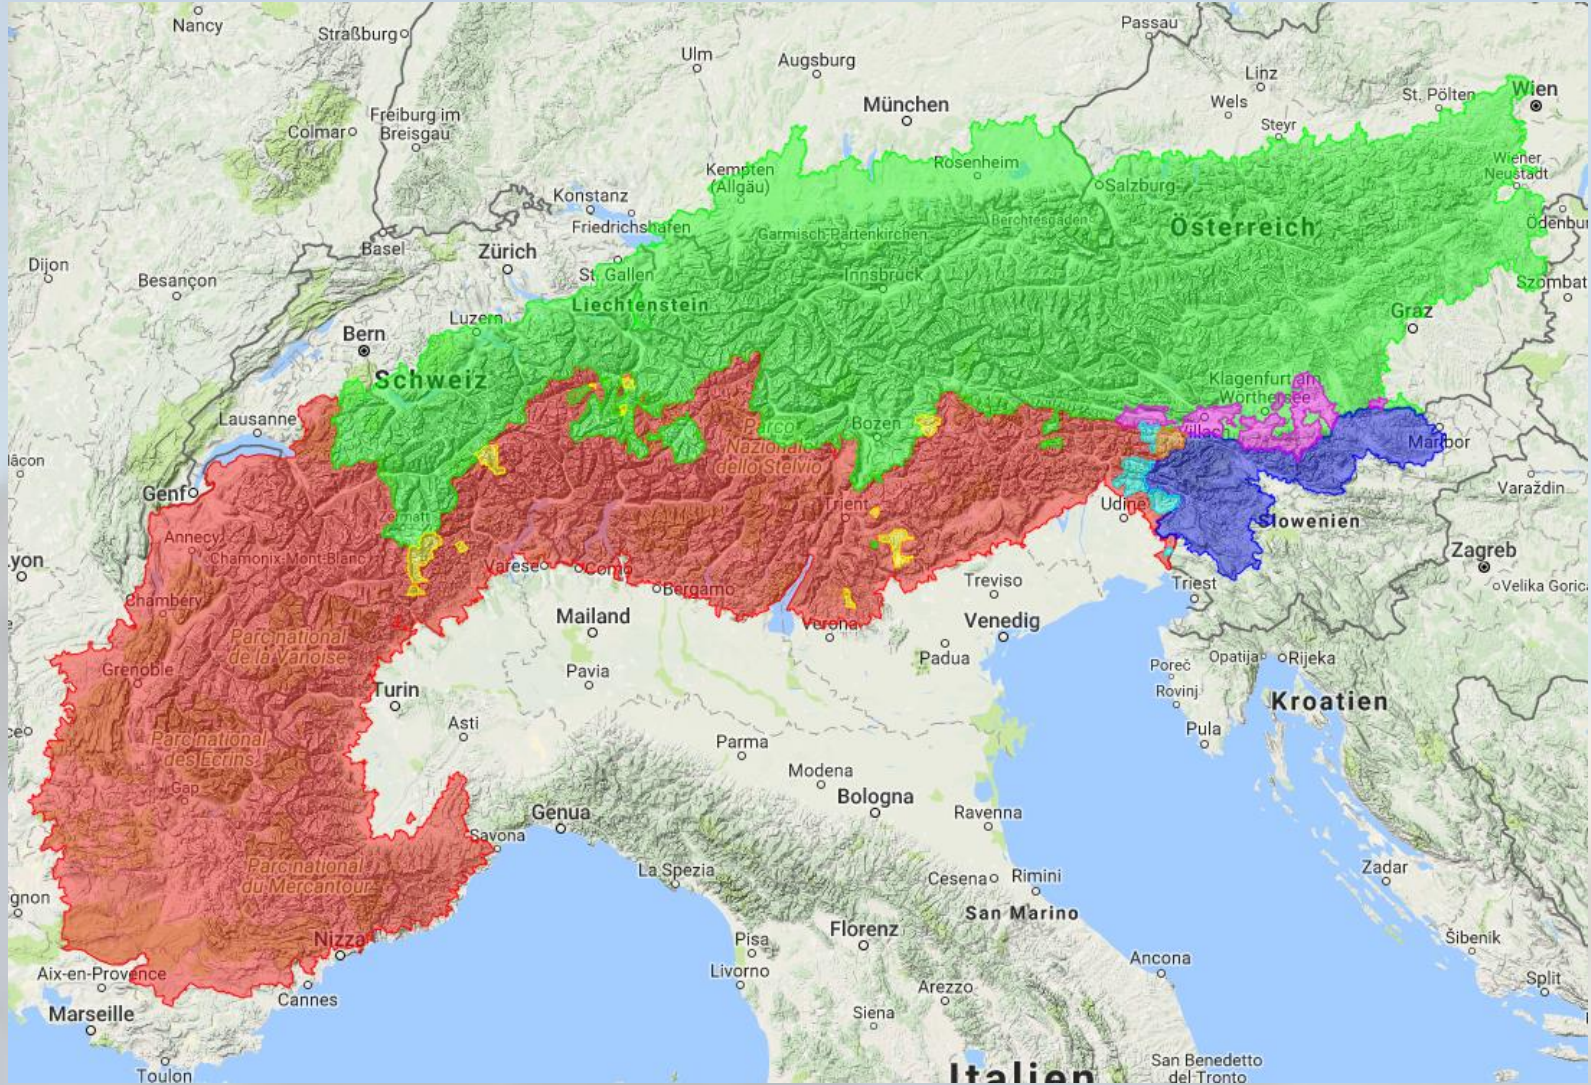 Nancy
Straßburg
Passau
Ulm
Augsburg
Linz
Wels
St. Pölten
Wien
München
Freiburg im
Breisgau
Colmar
Steyr
Kempten
(Allgäu)
Rosenheim
Wiener
Neustadt
Salzburg
Konstanz
Friedrichshafen
Berchtesgaden
Garmisch-Partenkirchen
Österreich
Ödenbu
Basel
Zürich
Dijon
Besançon
St. Gallen
Innsbruck
Szombat
Liechtenstein
Luzern
Graz
Bern
Schweiz
Klagenfurt am
Wörthersee
Lausanne
Parco
Nazionale
dello Stelvio
Bozen
Villach
Maribor
Genf
Varaždin
Trient
Udine
Slowenien
Annecy
Chamonix-Mont-Blanc
Zagreb
yon
Varese
Como
Bergamo
Treviso
Triest
Velika Goric
Chambéry
Mailand
Verona
Venedig
Parc national
de la Vanoise
Padua
Poreč
Opatija
Rijeka
Grenoble
Pavia
Turin
Rovinj
Kroatien
Asti
Pula
Parc national
des Ecrins
Parma
Modena
Gap
Bologna
Genua
Ravenna
Savona
Parc national
du Mercantour
La Spezia
Cesena
Rimini
Zadar
gnon
San Marino
Nizza
Pisa
Florenz
Šibenik
Aix-en-Provence
Livorno
Ancona
Split
Cannes
Arezzo
Marseille
Siena
Toulon
Italien
San Benedetto
del Tronto